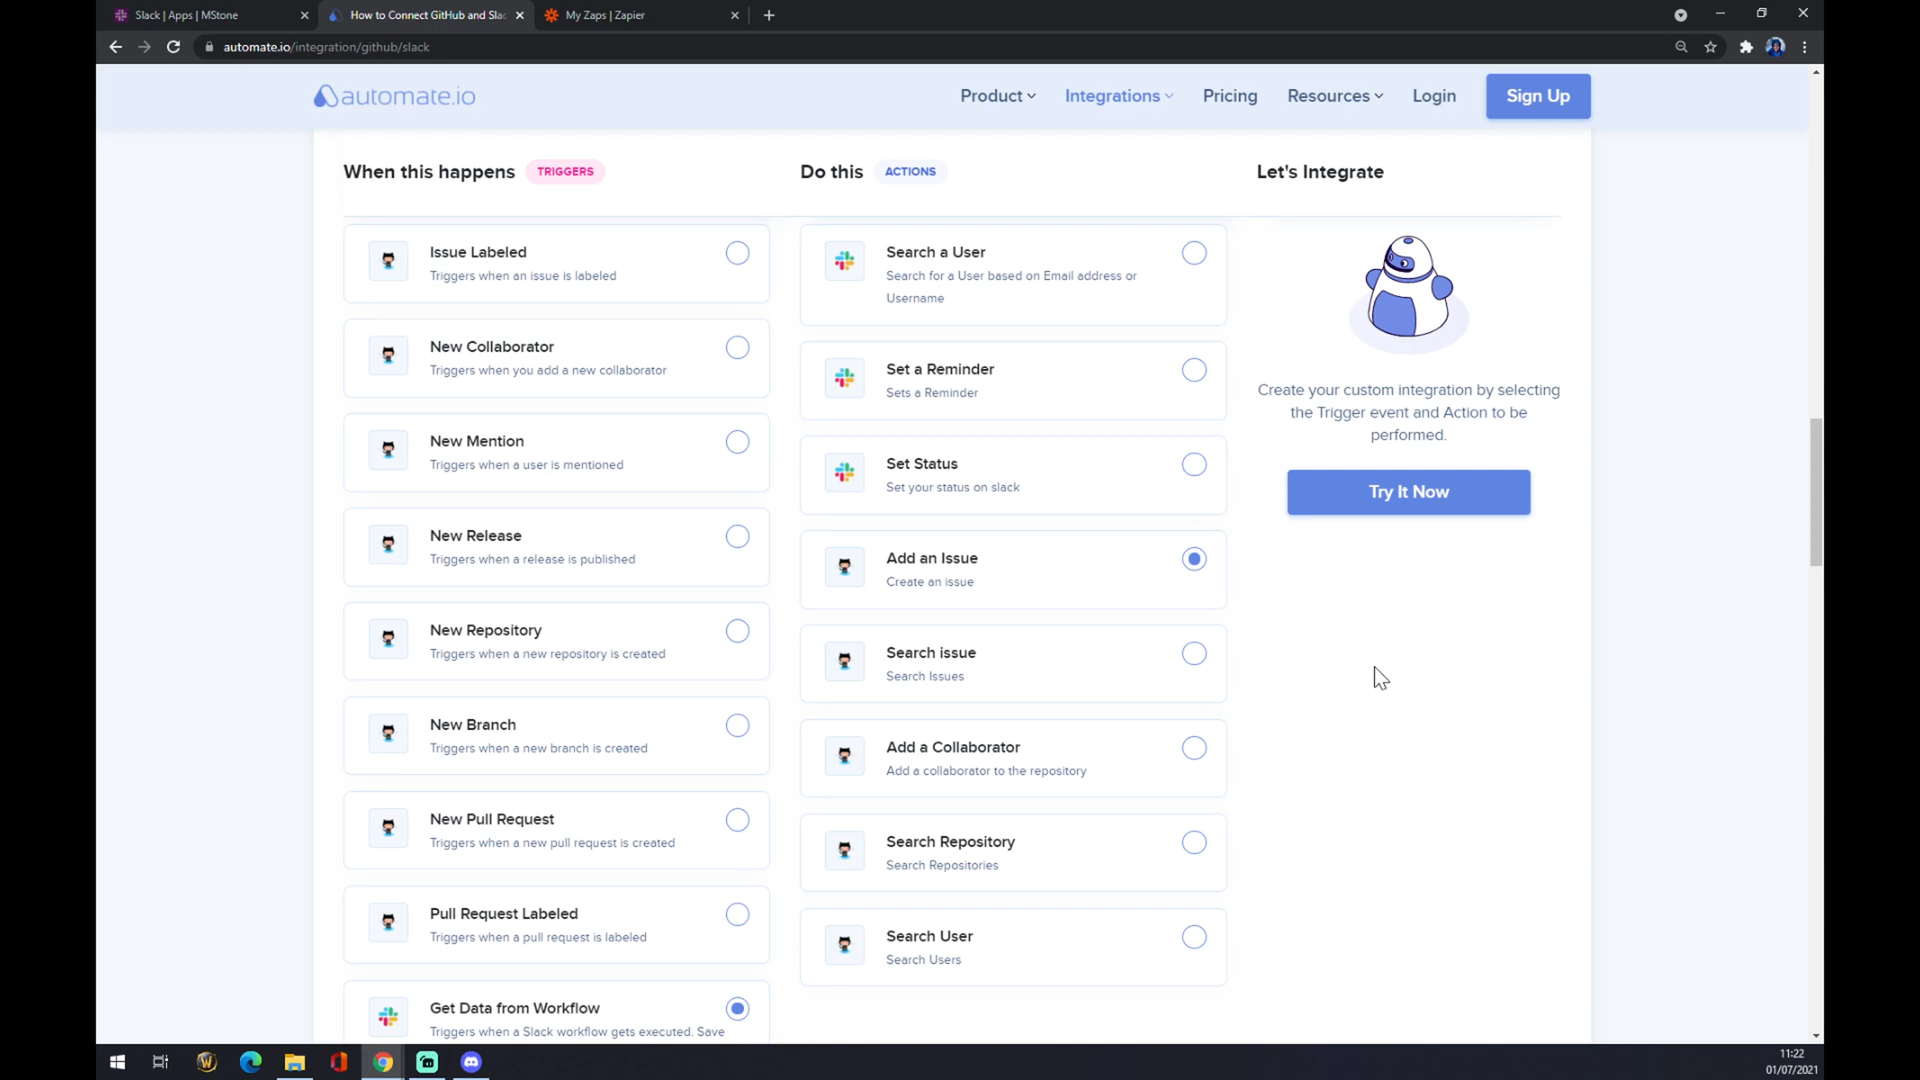 Slack | Apps | MStone
How to Connect GitHub and Slac
My Zaps | Zapier
automate.io/integration/github/slack
automate.io
Product
Integrations
Pricing
Resources
Login
Sign Up
When this happens TRIGGERS
Do this ACTIONS
Let's Integrate
Issue Labeled
Triggers when an issue is labeled
New Collaborator
Triggers when you add a new collaborator
New Mention
Triggers when a user is mentioned
New Release
Triggers when a release is published
New Repository
Triggers when a new repository is created
New Branch
Triggers when a new branch is created
New Pull Request
Triggers when a new pull request is created
Pull Request Labeled
Triggers when a pull request is labeled
Get Data from Workflow
Triggers when a Slack workflow gets executed. Save
Search a User
Search for a User based on Email address or
Username
Set a Reminder
Sets a Reminder
Set Status
Set your status on slack
Add an Issue
Create an issue
Search issue
Search Issues
Add a Collaborator
Add a collaborator to the repository
Search Repository
Search Repositories
Search User
Search Users
Create your custom integration by selecting
the Trigger event and Action to be
performed.
Try It Now
11:22
01/07/2021